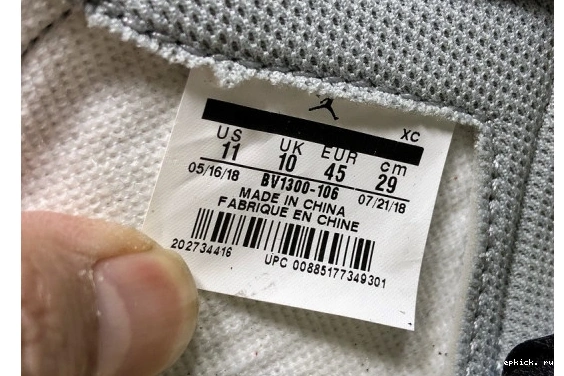 XC
US UK EUR cm
11 10 45 29
05/16/18 BV1300-106 07/21/18
MADE IN CHINA
FABRIQUE EN CHINE
202734416 UPC 00885177349301
epkick. ru